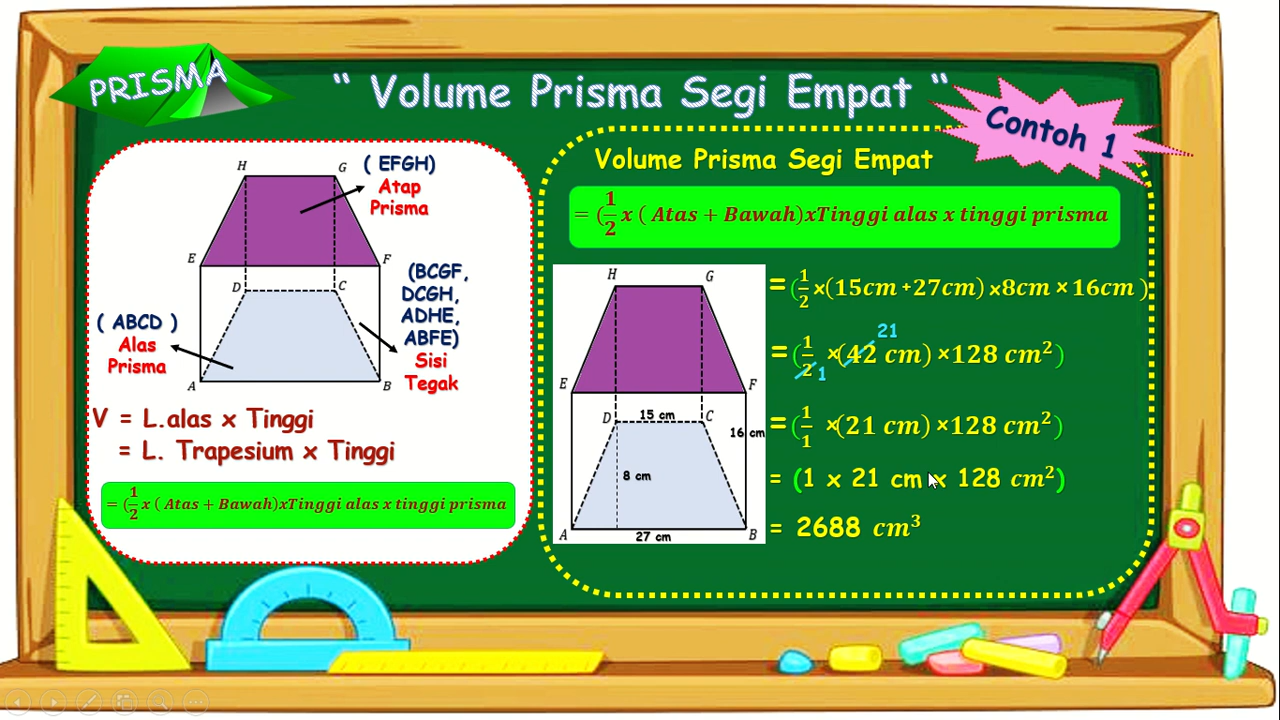 PRISMA
“ Volume Prisma Segi Empat “
Contoh 1
H G
( EFGH)
Atap
Prisma
E F
D C
(BCGF,
DCGH,
ADHE,
ABFE)
Sisi
Tegak
( ABCD )
Alas
Prisma
A B
V = L.alas x Tinggi
= L. Trapesium x Tinggi
= (1/2 x ( Atas + Bawah)xTinggi alas x tinggi prisma
Volume Prisma Segi Empat
= (1/2 x ( Atas + Bawah)xTinggi alas x tinggi prisma
H G
E F
D 15 cm C
16 cm
8 cm
A 27 cm B
= (1/2 ×(15cm +27cm) ×8cm × 16cm )
21
= (1/2 ×(42 cm) ×128 cm²)
1
= (1/1 ×(21 cm) ×128 cm²)
= (1 x 21 cm x 128 cm²)
= 2688 cm³